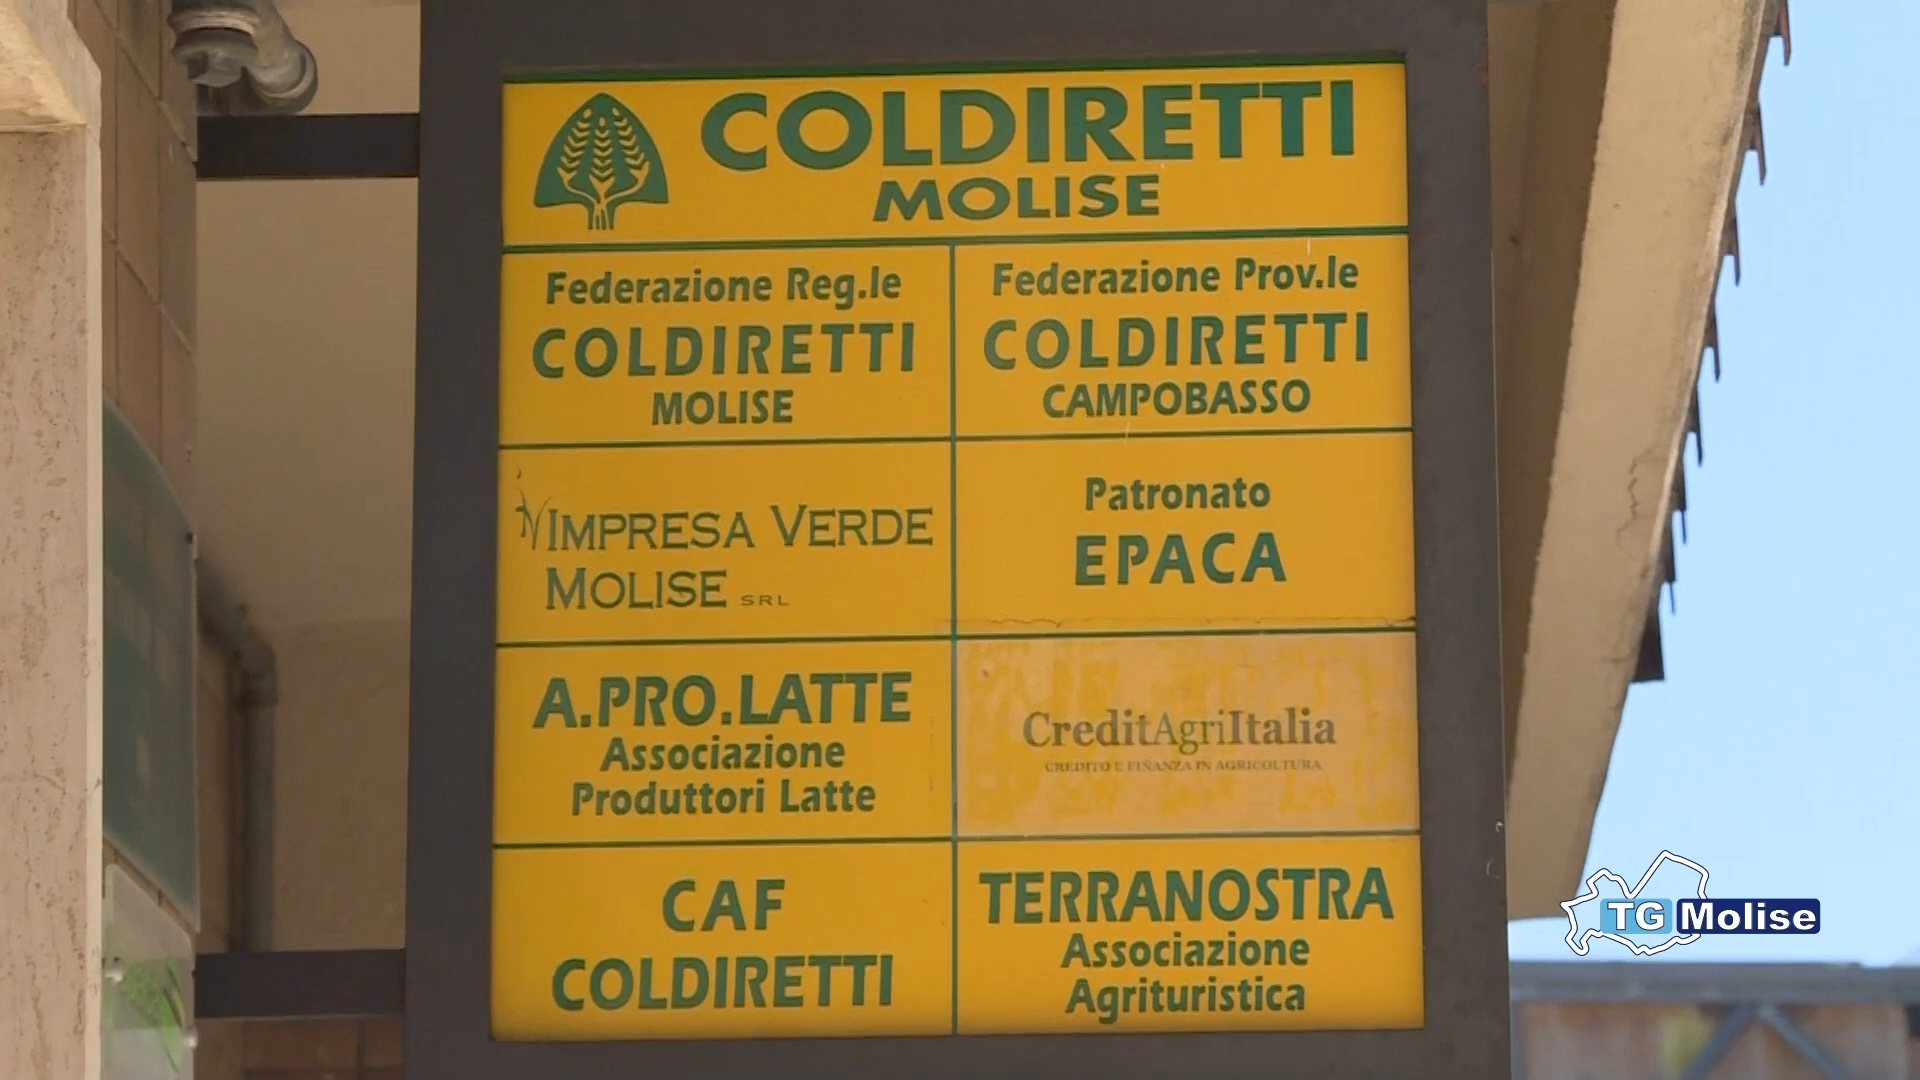 COLDIRETTI
MOLISE
Federazione Reg.le
COLDIRETTI
MOLISE
Federazione Prov.le
COLDIRETTI
CAMPOBASSO
IMPRESA VERDE
MOLISE SRL
Patronato
EPACA
A.PRO.LATTE
Associazione
Produttori Latte
CreditAgriItalia
CREDITO E FINANZA IN AGRICOLTURA
CAF
COLDIRETTI
TERRANOSTRA
Associazione
Agrituristica
TG Molise